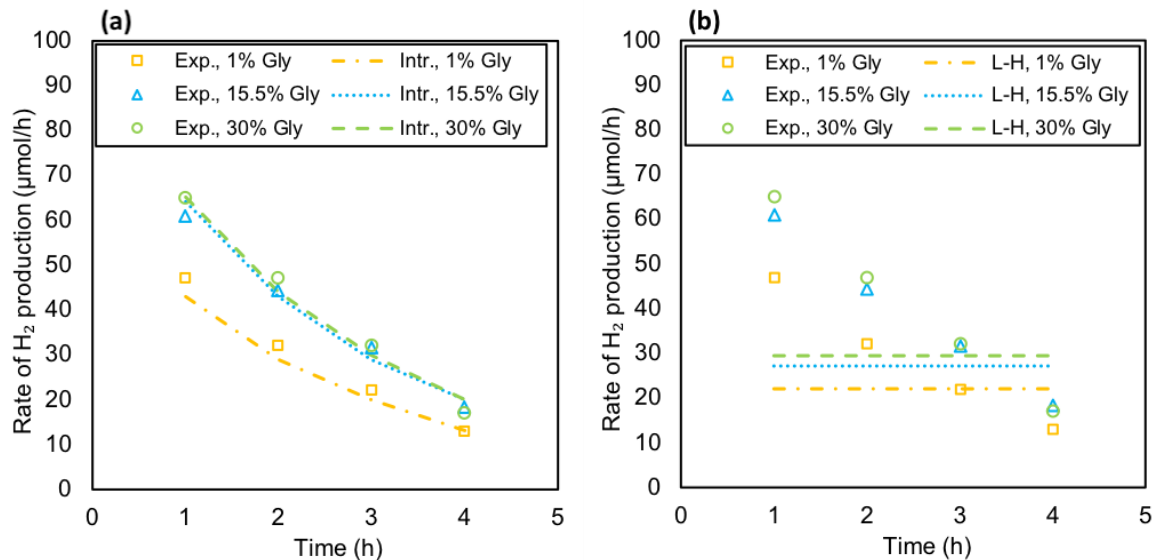 (a)
100
90
80
70
60
50
40
30
20
10
0
Rate of H₂ production (µmol/h)
Exp., 1% Gly Intr., 1% Gly
Exp., 15.5% Gly Intr., 15.5% Gly
Exp., 30% Gly Intr., 30% Gly
0 1 2 3 4 5
Time (h)
(b)
100
90
80
70
60
50
40
30
20
10
0
Rate of H₂ production (µmol/h)
Exp., 1% Gly L-H, 1% Gly
Exp., 15.5% Gly L-H, 15.5% Gly
Exp., 30% Gly L-H, 30% Gly
0 1 2 3 4 5
Time (h)